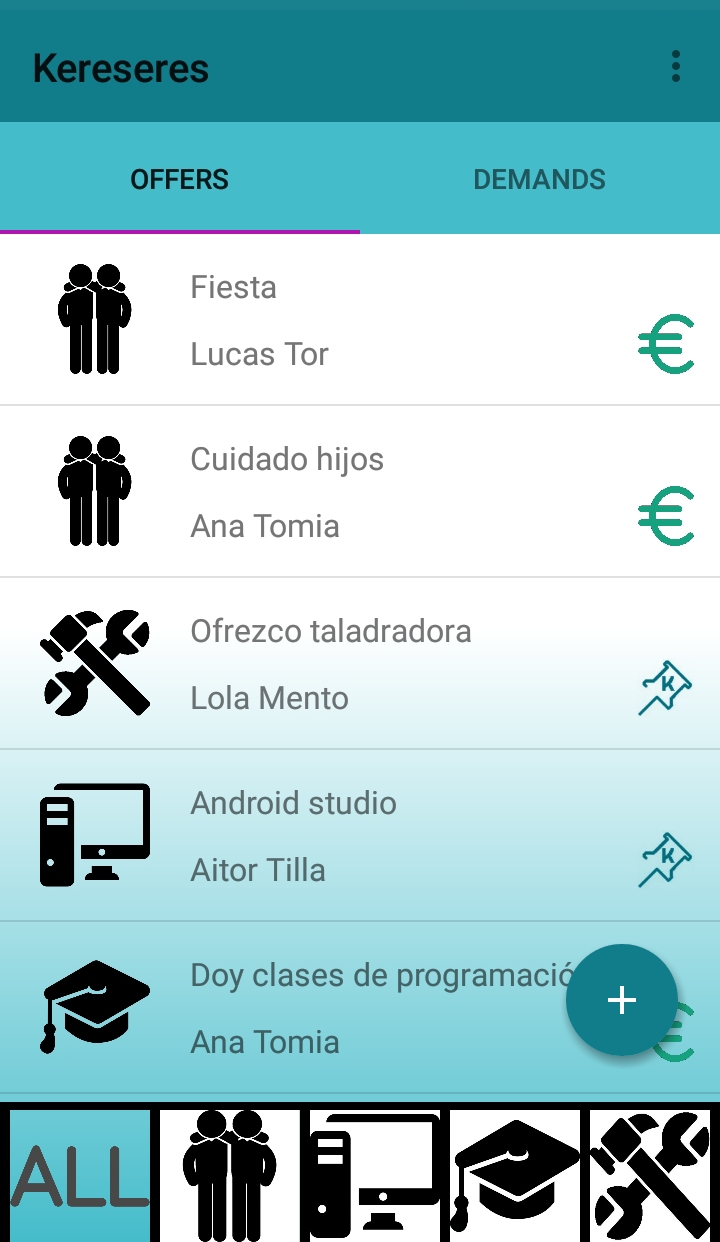 Kereseres
OFFERS
DEMANDS
Fiesta
Lucas Tor
€
Cuidado hijos
Ana Tomia
€
Ofrezco taladradora
Lola Mento
K
Android studio
Aitor Tilla
K
Doy clases de programació
Ana Tomia
+
€
ALL